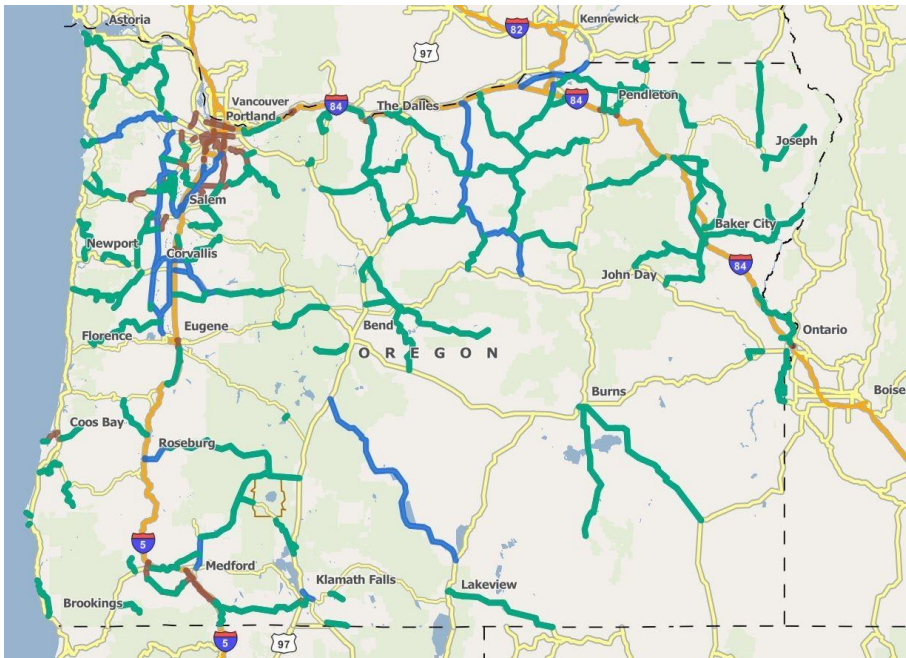 Astoria
82
Kennewick
97
Vancouver
Portland
84
The Dalles
84
Pendleton
Joseph
Salem
Newport
Corvallis
Baker City
John Day
84
Florence
Eugene
Bend
Ontario
OREGON
Burns
Boise
Coos Bay
Roseburg
5
Medford
Klamath Falls
Lakeview
Brookings
5
97